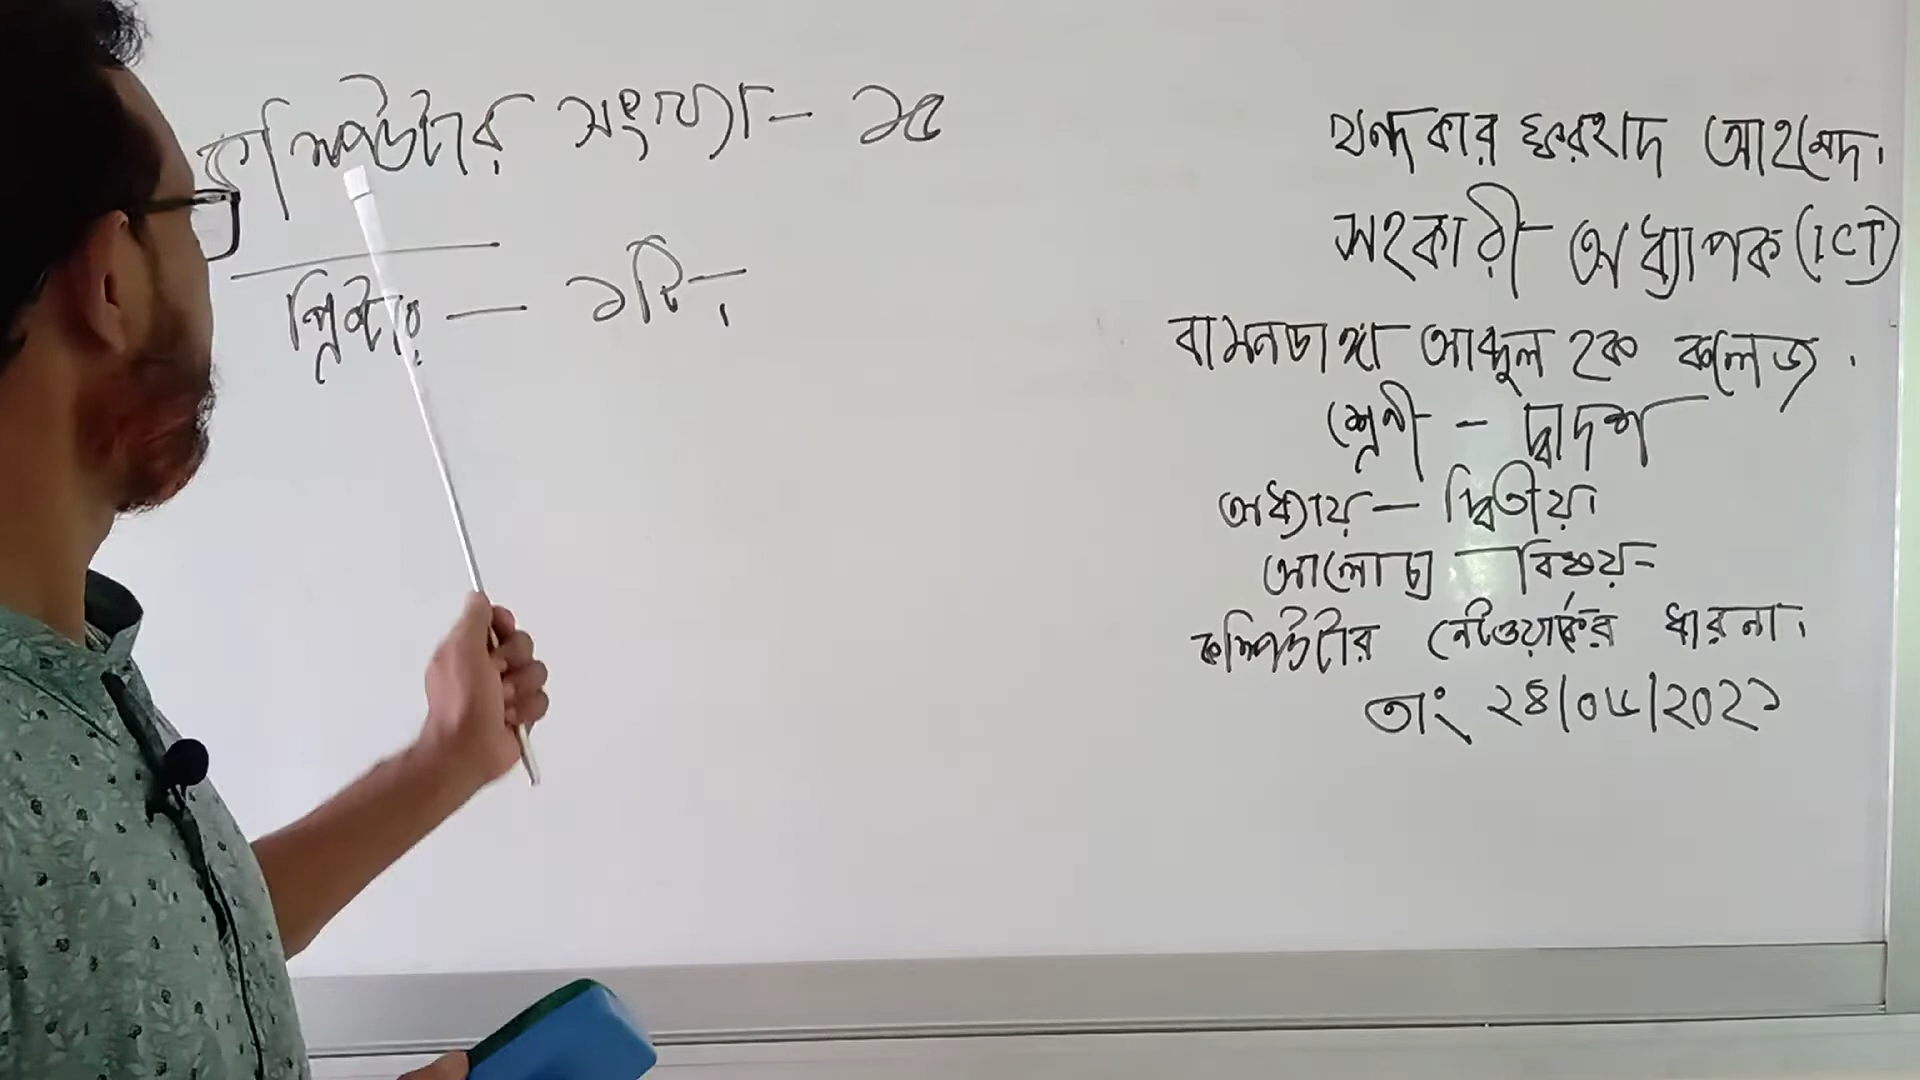 কম্পিউটার সংখ্যা - ১৫
প্রিন্টার - ১টি।
খন্দকার ফরহাদ আহমেদ।
সহকারী অধ্যাপক (ICT)
বামনডাঙ্গা আব্দুল হক কলেজ।
শ্রেনী - দ্বাদশ
অধ্যায় - দ্বিতীয়।
আলোচ্য বিষয় -
কম্পিউটার নেটওয়ার্কের ধারনা।
তাং ২৪/০৬/২০২১